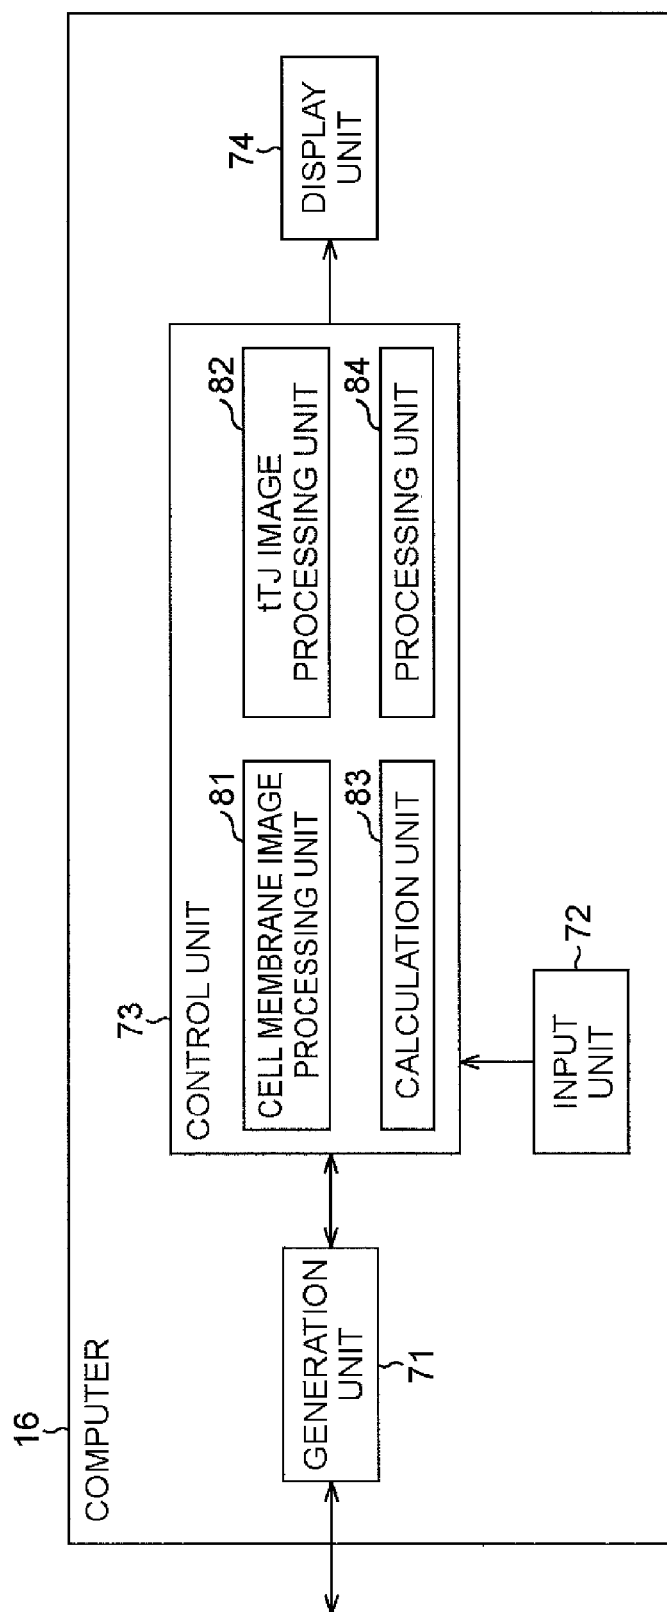 16
COMPUTER
73
CONTROL UNIT
81
CELL MEMBRANE IMAGE
PROCESSING UNIT
82
tTJ IMAGE
PROCESSING UNIT
83
CALCULATION UNIT
84
PROCESSING UNIT
74
DISPLAY
UNIT
GENERATION
UNIT
71
72
INPUT
UNIT